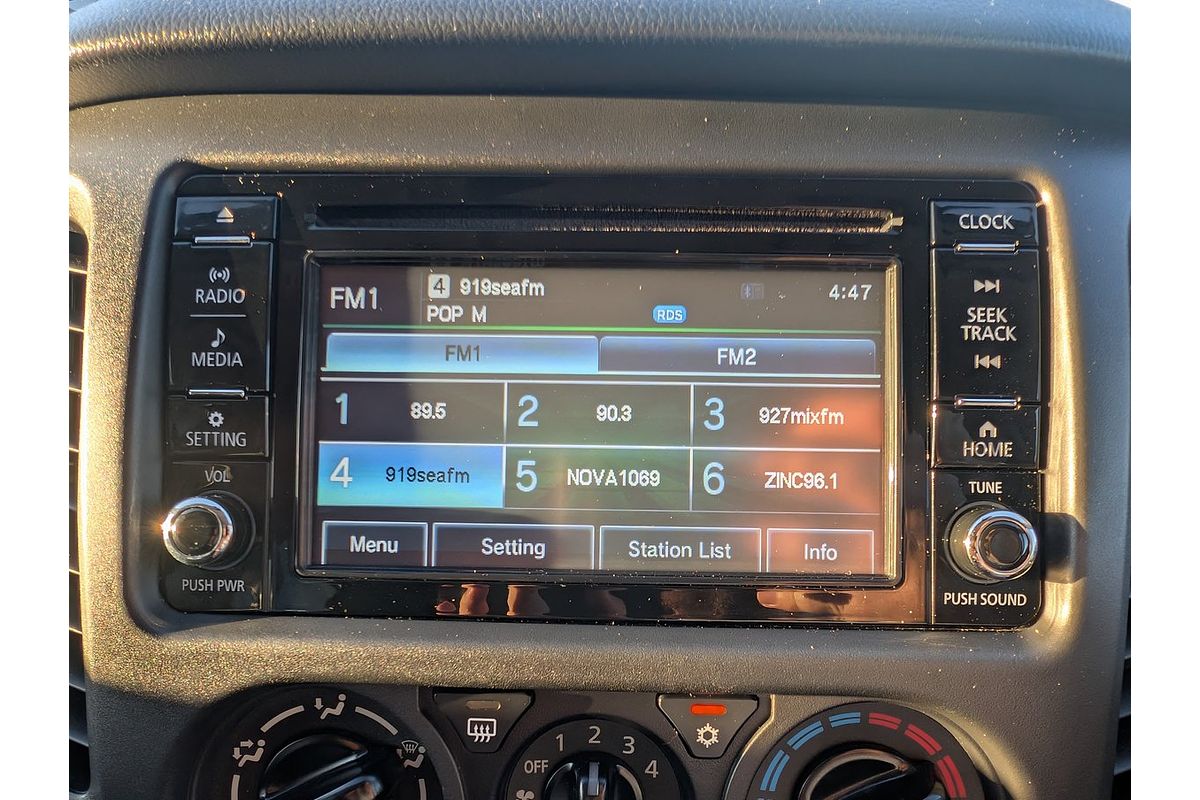 CLOCK
RADIO
MEDIA
SETTING
VOL
PUSH PWR
FM1
4 919seafm
4:47
POP M
RDS
FM1
FM2
1 89.5
2 90.3
3 927mixfm
4 919seafm
5 NOVA1069
6 ZINC96.1
Menu
Setting
Station List
Info
SEEK
TRACK
HOME
TUNE
PUSH SOUND
OFF 1 2 3 4